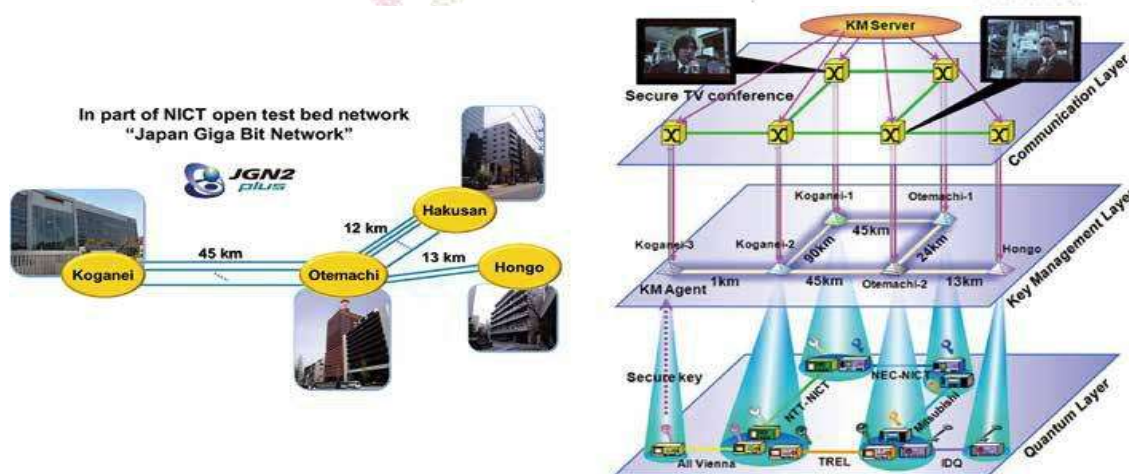 In part of NICT open test bed network
“Japan Giga Bit Network”
JGN2
plus
Hakusan
12 km
45 km
13 km
Koganei
Otemachi
Hongo
KM Server
Secure TV conference
Communication Layer
Koganei-1
Otemachi-1
45km
Koganei-3
Koganei-2
90km
24km
Hongo
1km
45km
13km
KM Agent
Otemachi-2
Key Management Layer
Secure key
NEC-NICT
NTT-NICT
Mitsubishi
All Vienna
TREL
IDQ
Quantum Layer